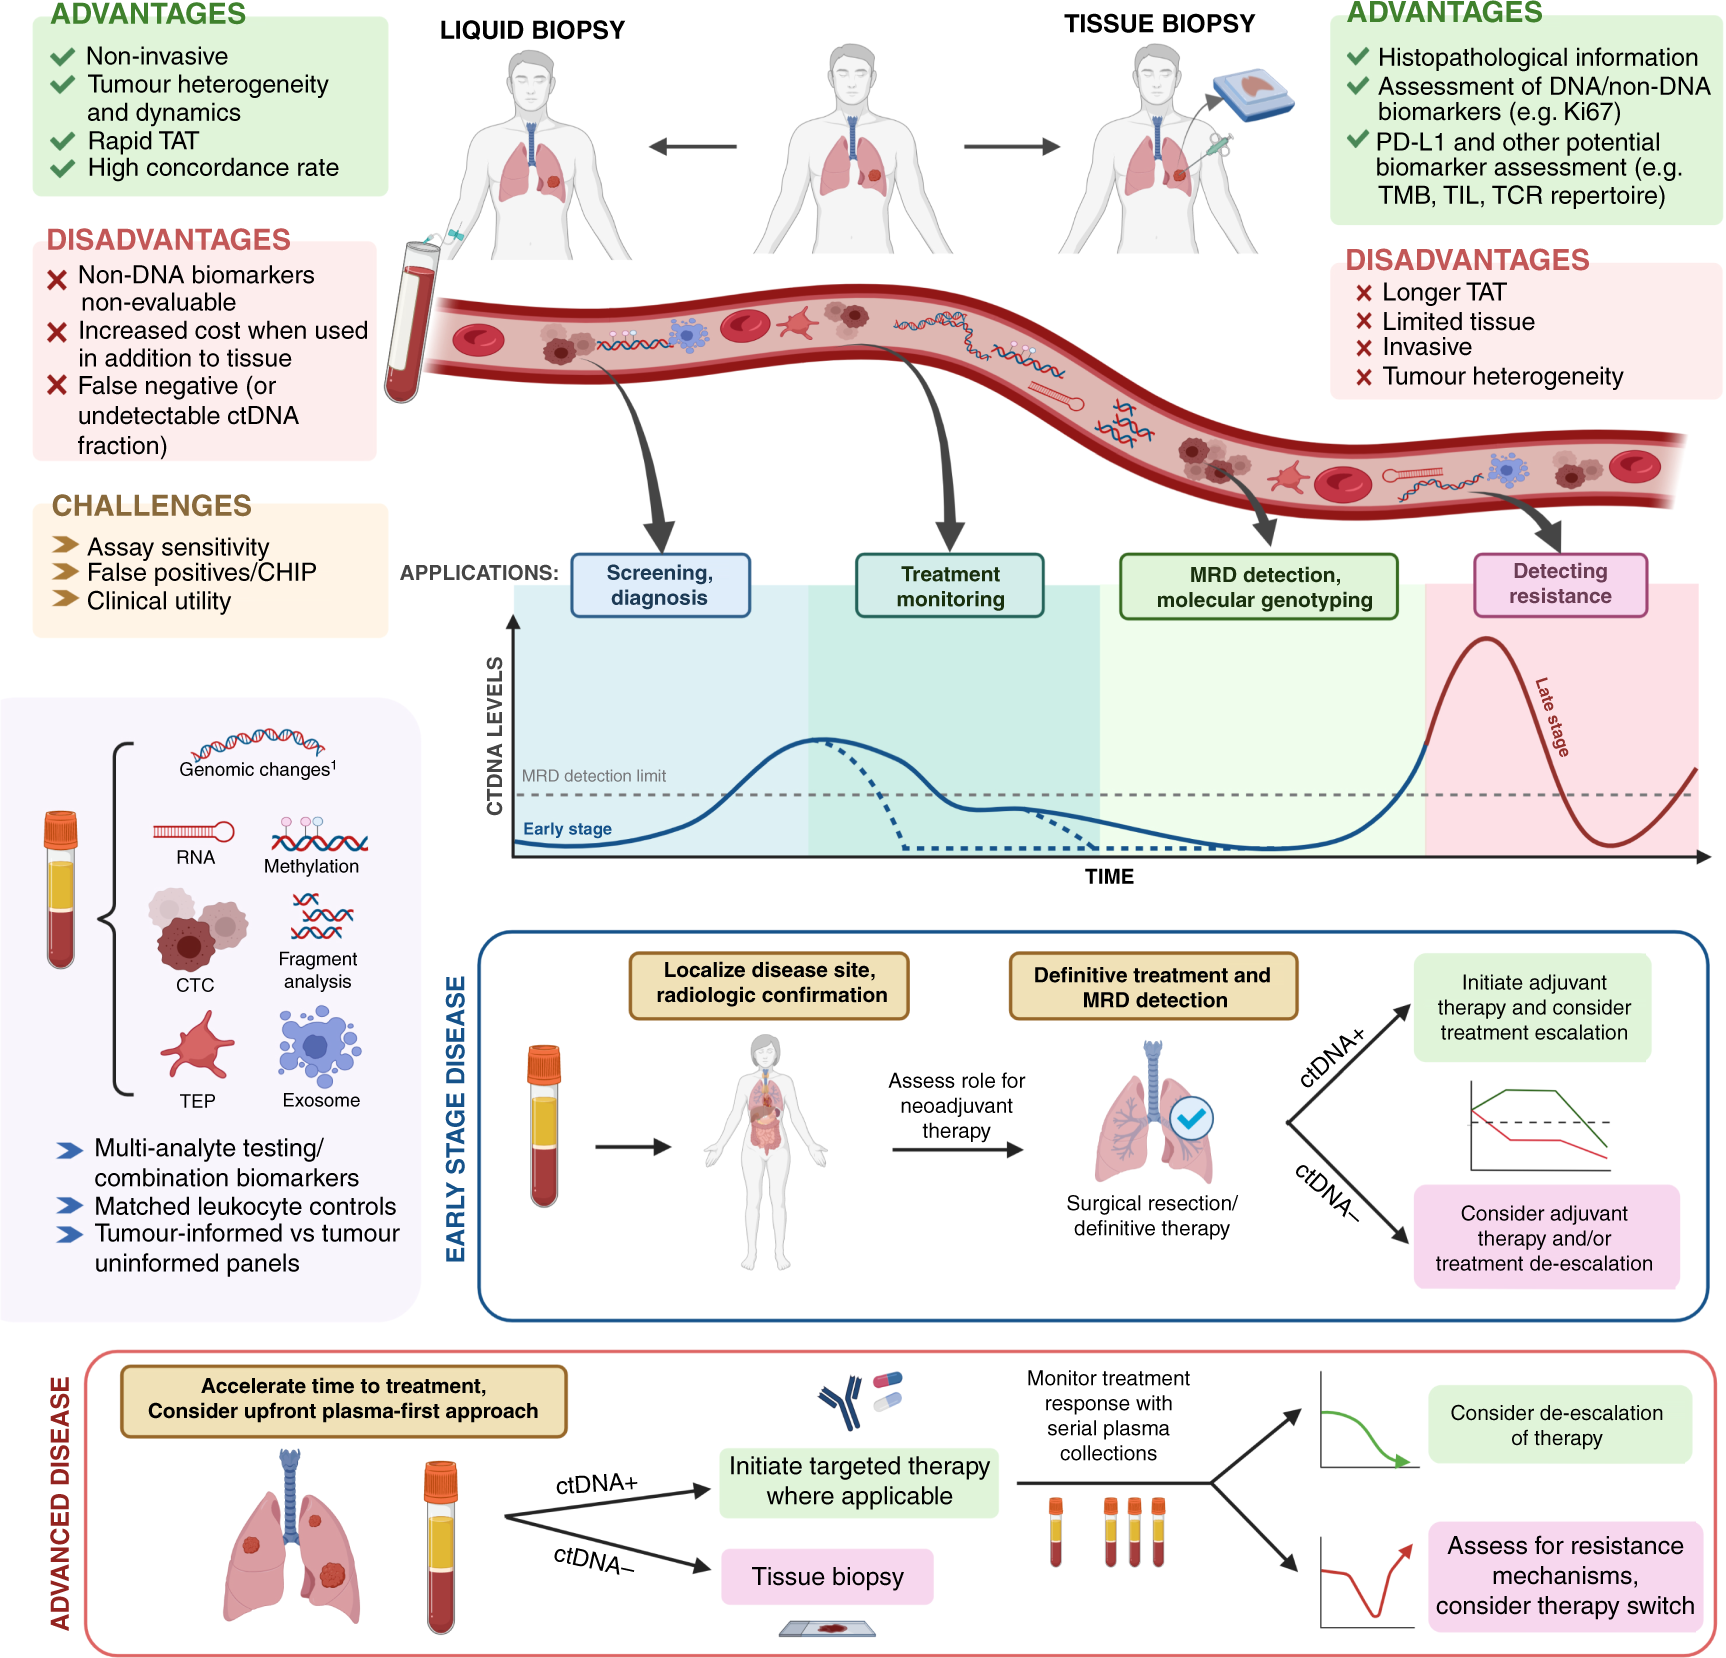 ADVANTAGES
Non-invasive
Tumour heterogeneity
and dynamics
Rapid TAT
High concordance rate
DISADVANTAGES
Non-DNA biomarkers
non-evaluable
Increased cost when used
in addition to tissue
False negative (or
undetectable ctDNA
fraction)
CHALLENGES
Assay sensitivity
False positives/CHIP
Clinical utility
LIQUID BIOPSY
TISSUE BIOPSY
ADVANTAGES
Histopathological information
Assessment of DNA/non-DNA
biomarkers (e.g. Ki67)
PD-L1 and other potential
biomarker assessment (e.g.
TMB, TIL, TCR repertoire)
DISADVANTAGES
Longer TAT
Limited tissue
Invasive
Tumour heterogeneity
APPLICATIONS:
Screening,
diagnosis
Treatment
monitoring
MRD detection,
molecular genotyping
Detecting
resistance
CTDNA LEVELS
MRD detection limit
Early stage
Late stage
TIME
Genomic changes¹
RNA
Methylation
CTC
Fragment
analysis
TEP
Exosome
Multi-analyte testing/
combination biomarkers
Matched leukocyte controls
Tumour-informed vs tumour
uninformed panels
EARLY STAGE DISEASE
Localize disease site,
radiologic confirmation
Assess role for
neoadjuvant
therapy
Definitive treatment and
MRD detection
Surgical resection/
definitive therapy
ctDNA+
ctDNA–
Initiate adjuvant
therapy and consider
treatment escalation
Consider adjuvant
therapy and/or
treatment de-escalation
ADVANCED DISEASE
Accelerate time to treatment,
Consider upfront plasma-first approach
ctDNA+
ctDNA–
Initiate targeted therapy
where applicable
Tissue biopsy
Monitor treatment
response with
serial plasma
collections
Consider de-escalation
of therapy
Assess for resistance
mechanisms,
consider therapy switch